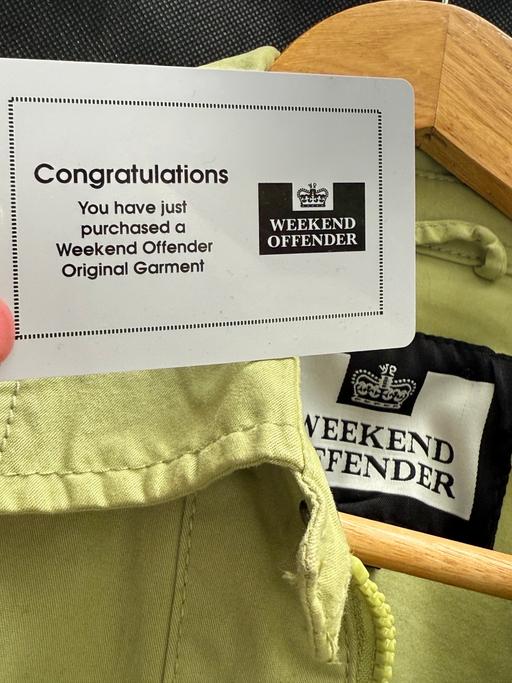 Congratulations
You have just
purchased a
Weekend Offender
Original Garment
WEEKEND
OFFENDER
WEEKEND
OFFENDER